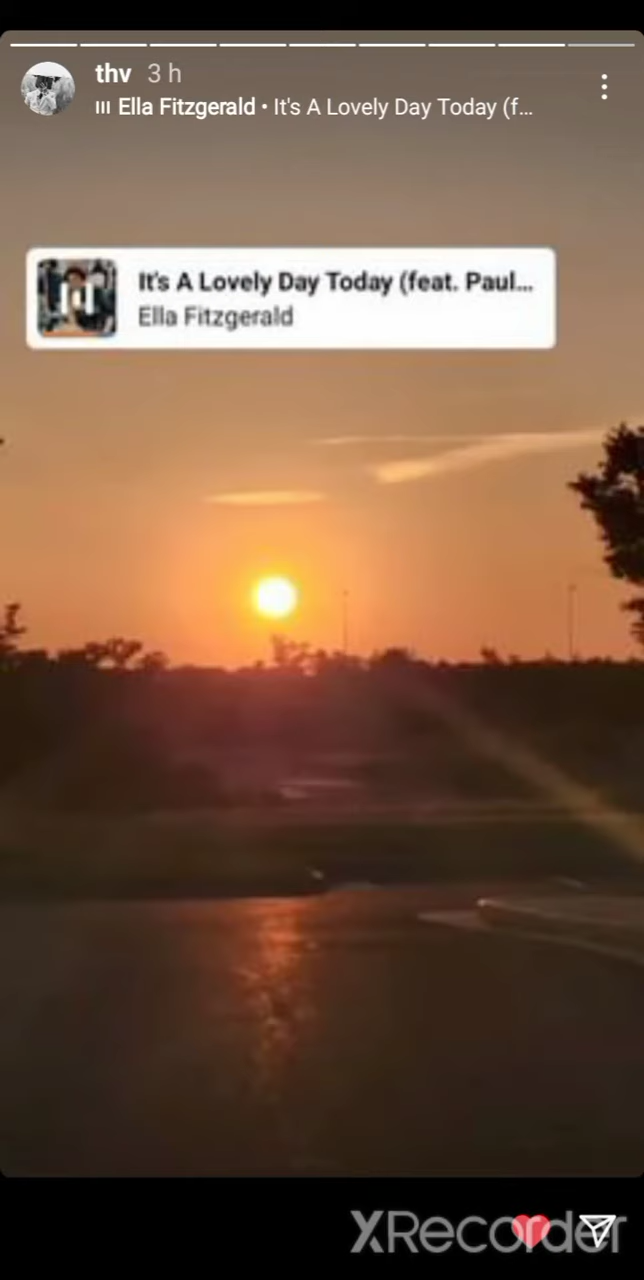 thv 3 h
Ella Fitzgerald • It's A Lovely Day Today (f...
It's A Lovely Day Today (feat. Paul...
Ella Fitzgerald
XRecorder